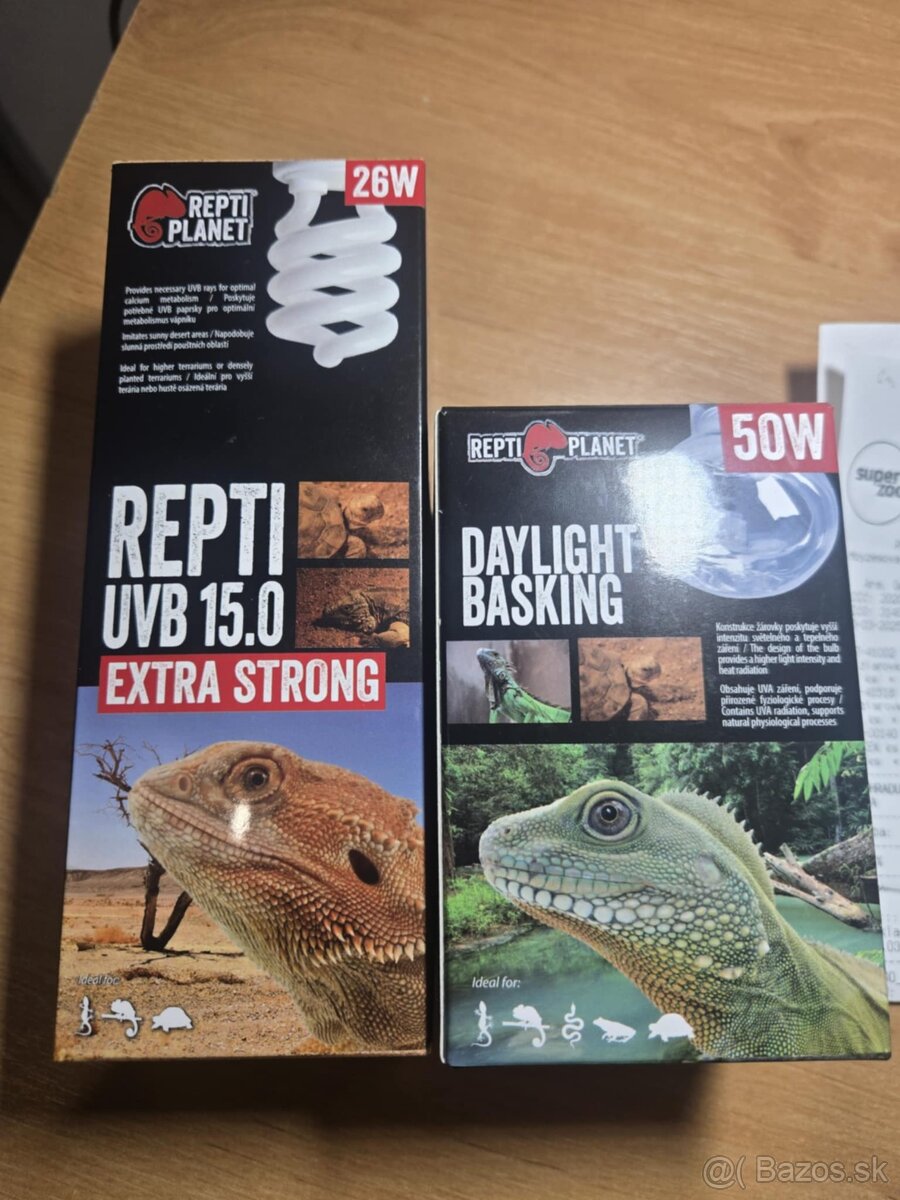 26W
REPTI
PLANET
Provides necessary UVB rays for optimal
calcium metabolism / Poskytuje
potřebné UVB paprsky pro optimální
metabolismus vápníku
Imitates sunny desert areas / Napodobuje
slunná prostředí pouštních oblastí
Ideal for higher terrariums or densely
planted terrariums / Ideální pro vyšší
terária nebo hustě osázená terária
REPTI
UVB 15.0
EXTRA STRONG
Ideal for:
50W
REPTI PLANET
DAYLIGHT
BASKING
Konstrukce žárovky poskytuje vyšší
intenzitu světelného a tepelného
záření / The design of the bulb
provides a higher light intensity and
heat radiation
Obsahuje UVA záření, podporuje
přirozené fyziologické procesy /
Contains UVA radiation, supports
natural physiological processes
Ideal for:
super
zoo
@( Bazos.sk